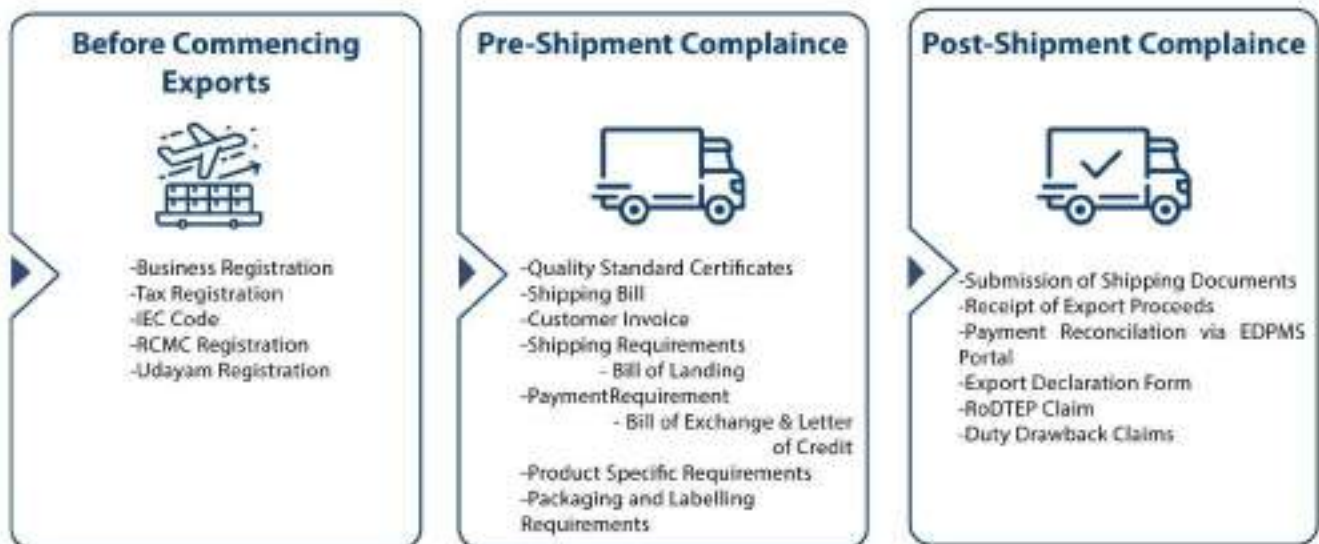 Before Commencing
Exports
-Business Registration
-Tax Registration
-IEC Code
-RCMC Registration
-Udayam Registration
Pre-Shipment Complaince
-Quality Standard Certificates
-Shipping Bill
-Customer Invoice
-Shipping Requirements
- Bill of Landing
-PaymentRequirement
- Bill of Exchange & Letter
of Credit
-Product Specific Requirements
-Packaging and Labelling
Requirements
Post-Shipment Complaince
-Submission of Shipping Documents
-Receipt of Export Proceeds
-Payment Reconcilation via EDPMS
Portal
-Export Declaration Form
-RoDTEP Claim
-Duty Drawback Claims